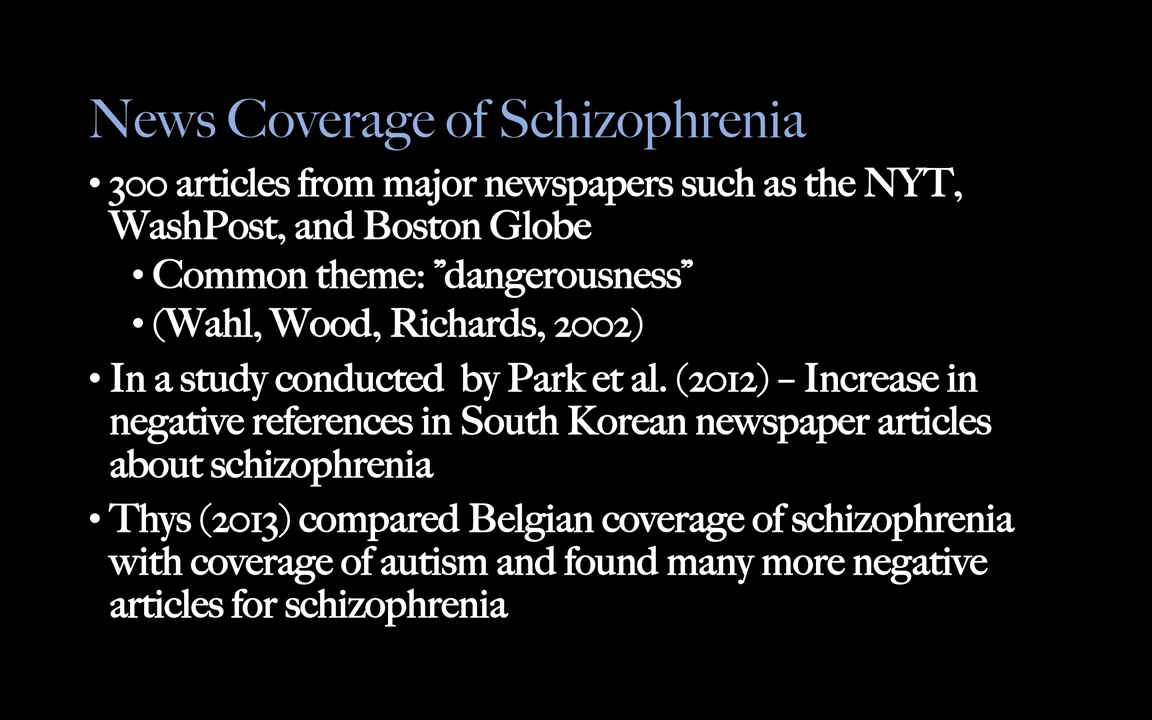 News Coverage of Schizophrenia
• 300 articles from major newspapers such as the NYT,
WashPost, and Boston Globe
• Common theme: ”dangerousness”
• (Wahl, Wood, Richards, 2002)
• In a study conducted  by Park et al. (2012) – Increase in
negative references in South Korean newspaper articles
about schizophrenia
• Thys (2013) compared Belgian coverage of schizophrenia
with coverage of autism and found many more negative
articles for schizophrenia